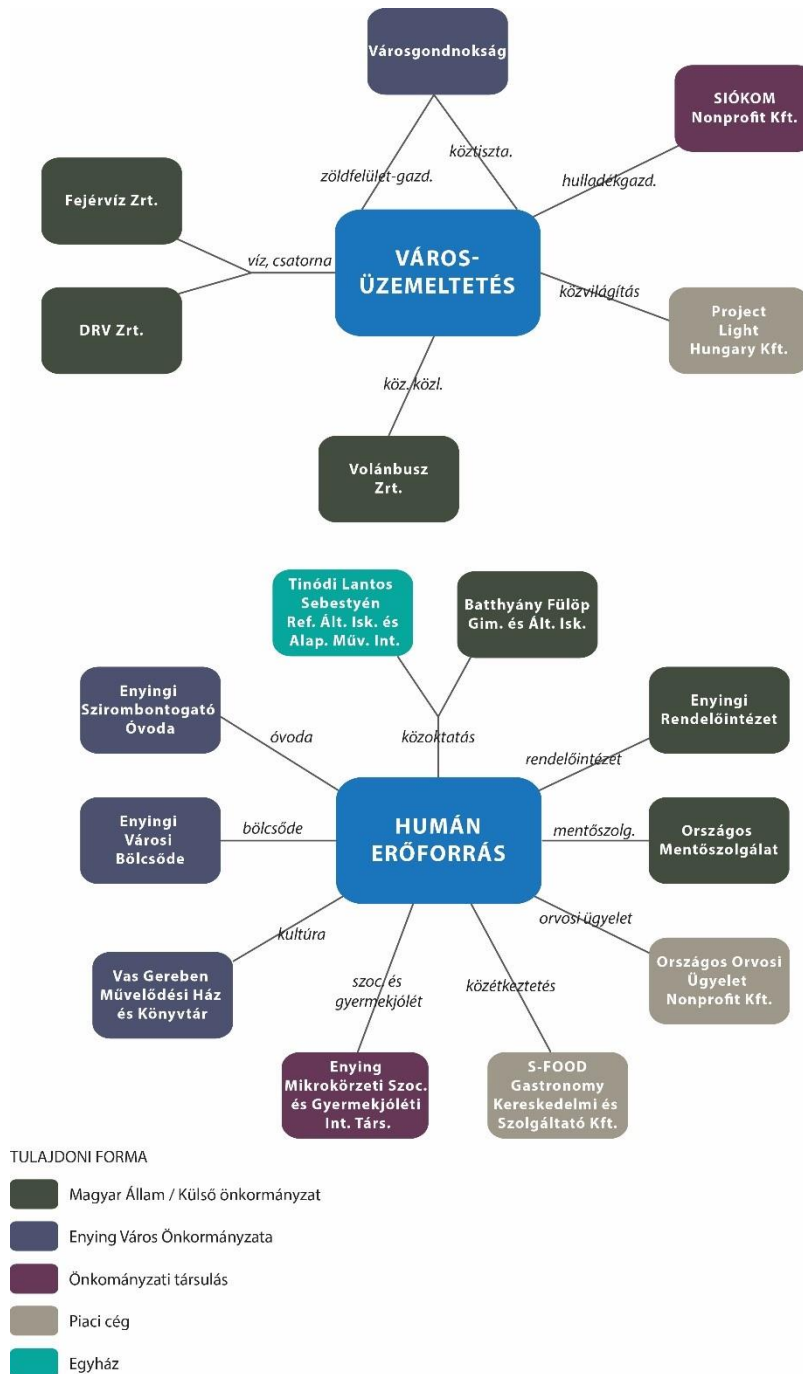 Városgondnokság
SIÓKOM
Nonprofit Kft.
köztiszta.
zöldfelület-gazd.
hulladékgazd.
Fejérvíz Zrt.
VÁROS-
ÜZEMELTETÉS
víz, csatorna
közvilágítás
DRV Zrt.
Project
Light
Hungary Kft.
köz. közl.
Volánbusz
Zrt.
Tinódi Lantos
Sebestyén
Ref. Ált. Isk. és
Alap. Műv. Int.
Batthyány Fülöp
Gim. és Ált. Isk.
Enyingi
Szirombontogató
Óvoda
Enyingi
Rendelőintézet
óvoda
közoktatás
rendelőintézet
Enyingi
Városi
Bölcsőde
bölcsőde
HUMÁN
ERŐFORRÁS
mentőszolg.
Országos
Mentőszolgálat
kultúra
orvosi ügyelet
Vas Gereben
Művelődési Ház
és Könyvtár
szoc. és
gyermekjólét
közétkeztetés
Országos Orvosi
Ügyelet
Nonprofit Kft.
Enying
Mikrokörzeti Szoc.
és Gyermekjóléti
Int. Társ.
S-FOOD
Gastronomy
Kereskedelmi és
Szolgáltató Kft.
TULAJDONI FORMA
Magyar Állam / Külső önkormányzat
Enying Város Önkormányzata
Önkományzati társulás
Piaci cég
Egyház